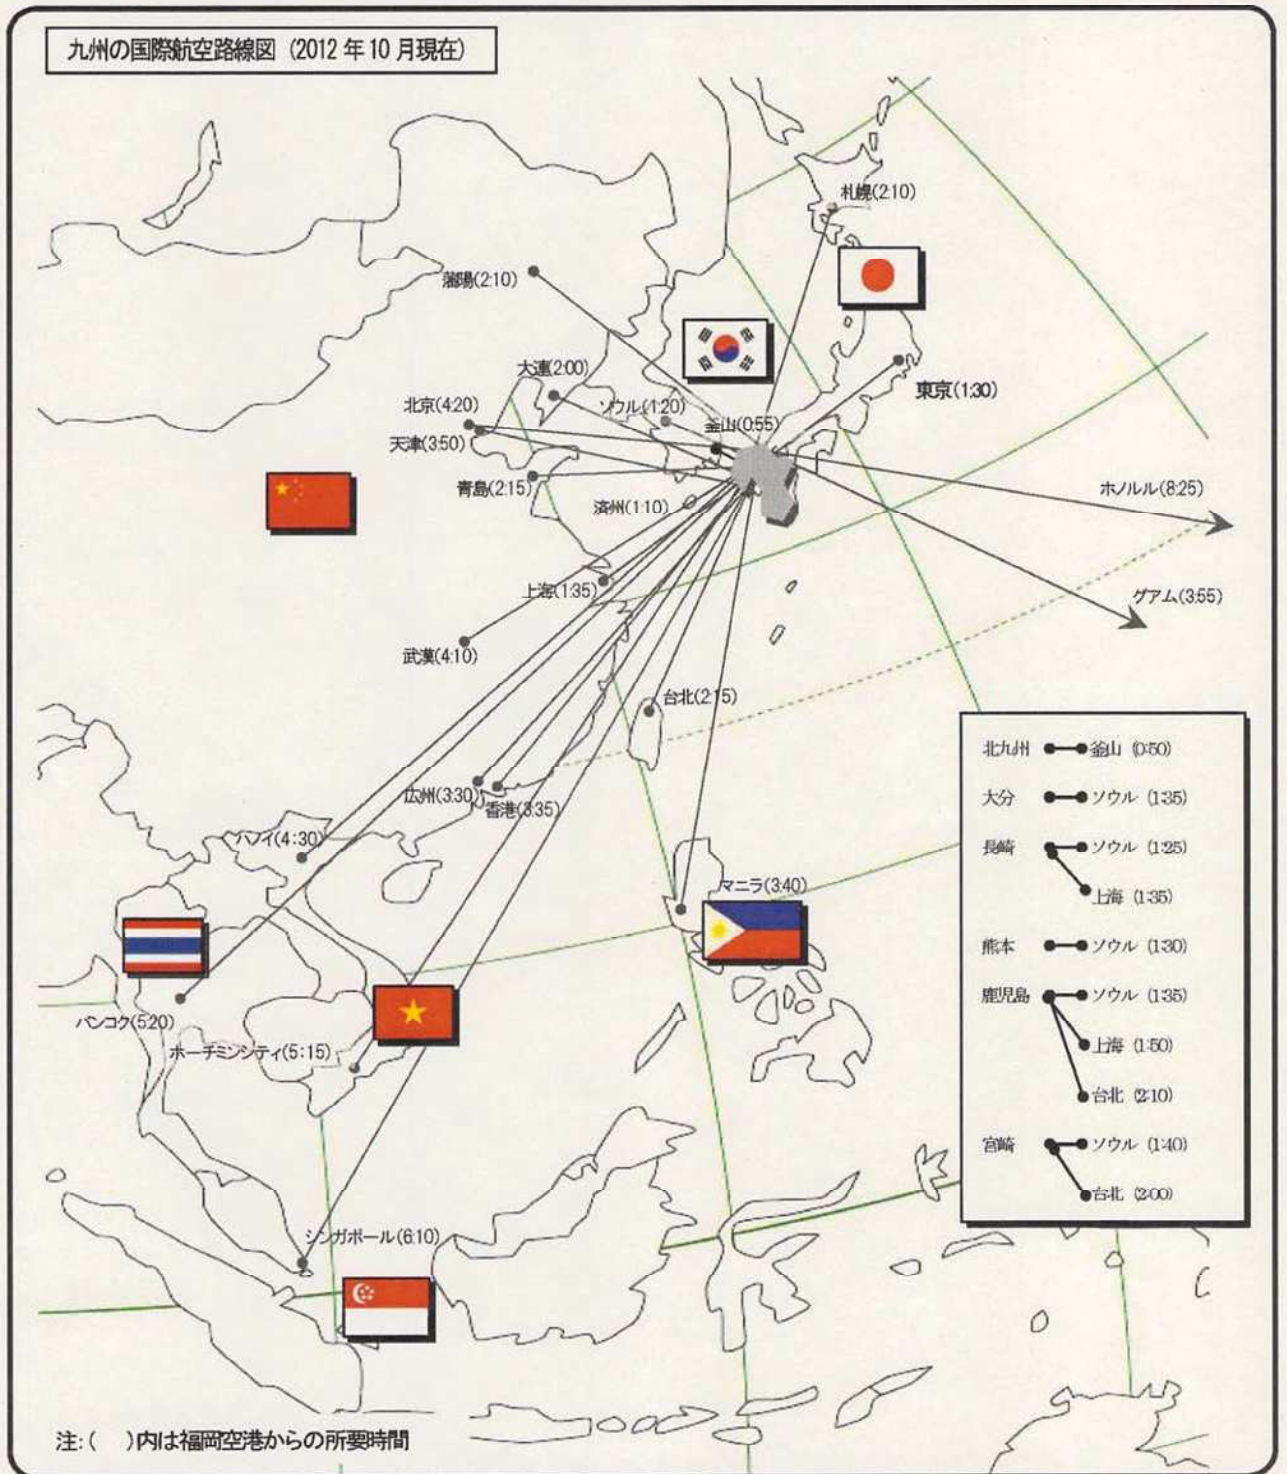 九州の国際航空路線図（2012 年 10 月現在）
札幌(2:10)
藩陽(2:10)
大連(2:00)
東京(1:30)
北京(4:20)
ソウル(1:20)
釜山(0:55)
天津(3:50)
青島(2:15)
済州(1:10)
ホノルル(8:25)
上海(1:35)
グアム(3:55)
武漢(4:10)
台北(2:15)
広州(3:30)
香港(3:35)
ハノイ(4:30)
マニラ(3:40)
バンコク(5:20)
ホーチミンシティ(5:15)
シンガポール(6:10)
北九州 釜山 (0:50)
大分 ソウル (1:35)
長崎 ソウル (1:25)
上海 (1:35)
熊本 ソウル (1:30)
鹿児島 ソウル (1:35)
上海 (1:50)
台北 (2:10)
宮崎 ソウル (1:40)
台北 (2:00)
注:(　)内は福岡空港からの所要時間